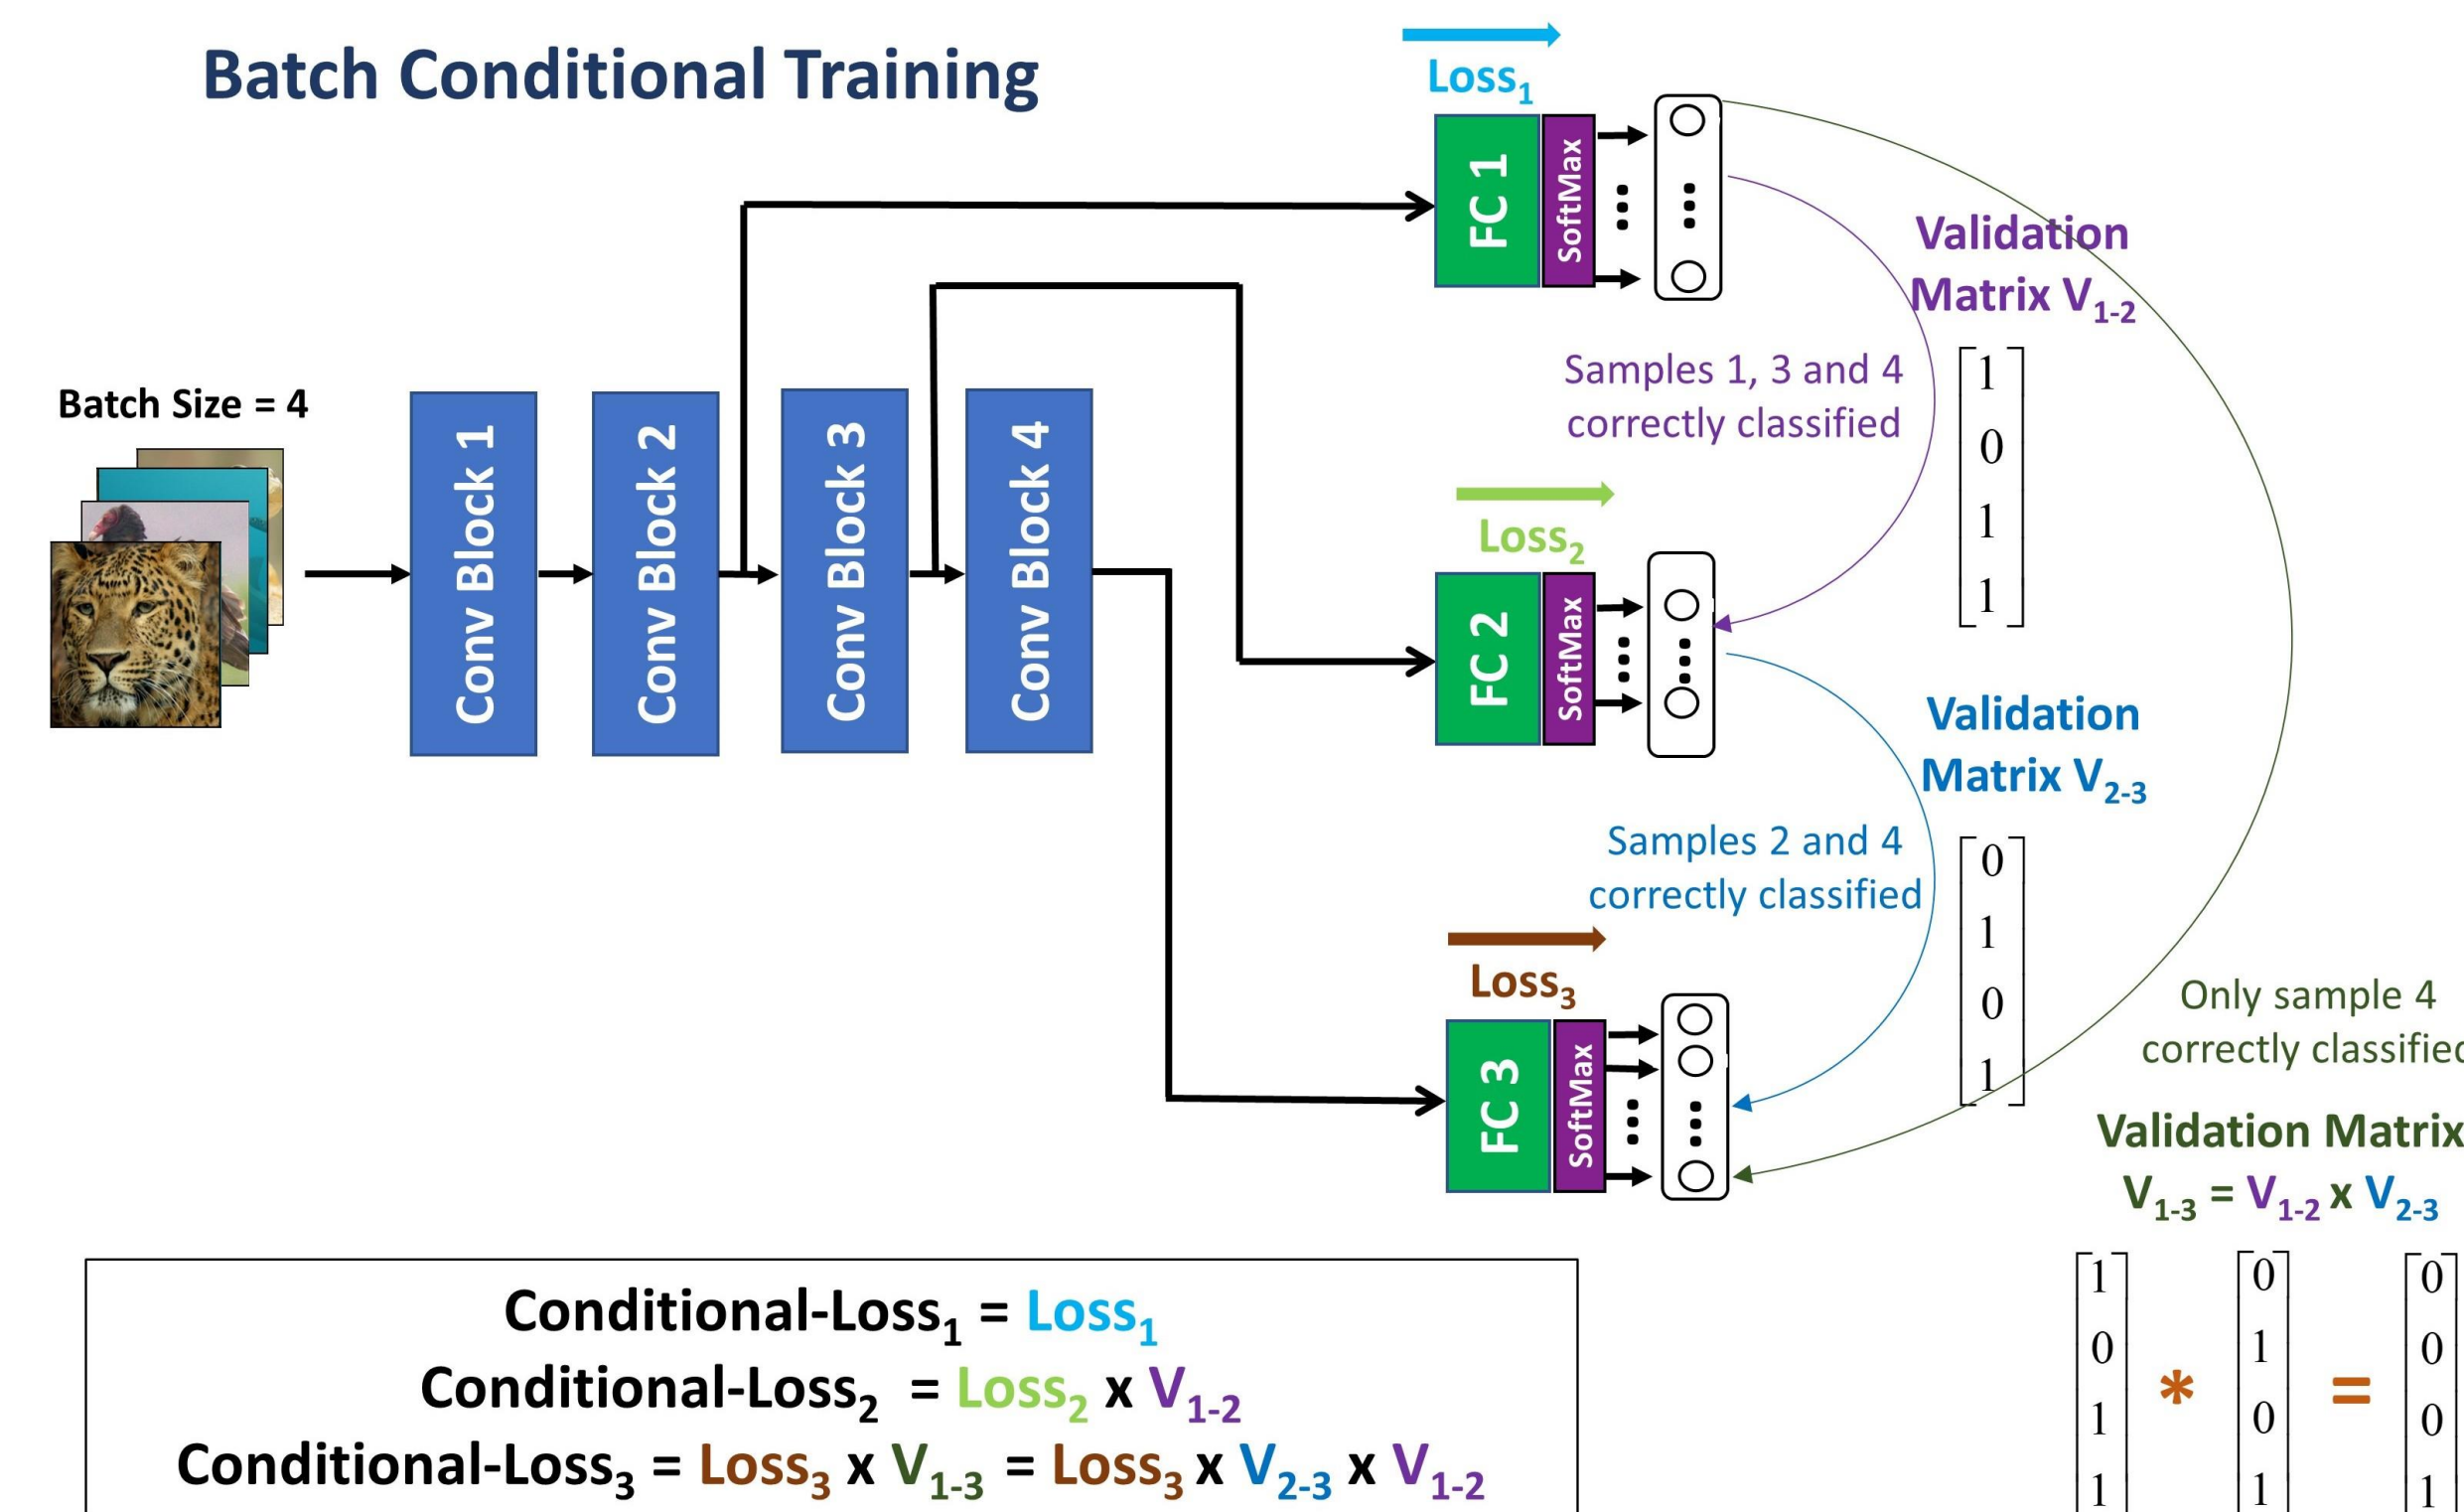 Batch Conditional Training
Loss1
FC 1
SoftMax
Validation
Matrix V1-2
Samples 1, 3 and 4
correctly classified
1
0
1
1
Batch Size = 4
Conv Block 1
Conv Block 2
Conv Block 3
Conv Block 4
Loss2
FC 2
SoftMax
Validation
Matrix V2-3
Samples 2 and 4
correctly classified
0
1
0
1
Loss3
FC 3
SoftMax
Only sample 4
correctly classified
Validation Matrix
V1-3 = V1-2 x V2-3
1 0 0
0 1 0
1 * 0 = 0
1 1 1
Conditional-Loss1 = Loss1
Conditional-Loss2 = Loss2 x V1-2
Conditional-Loss3 = Loss3 x V1-3 = Loss3 x V2-3 x V1-2